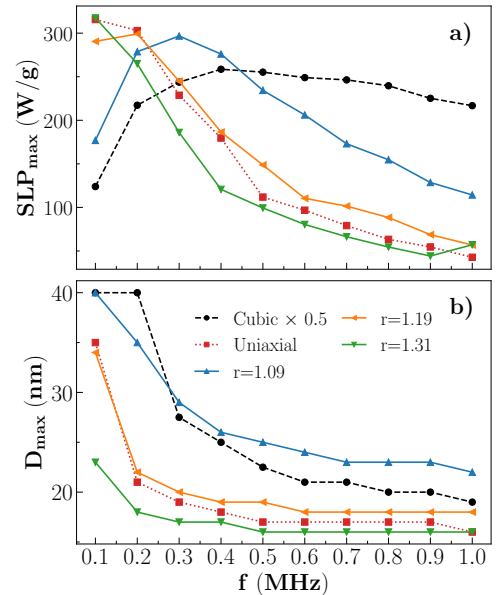 a)
300
200
100
SLPmax (W/g)
b)
Cubic × 0.5
Uniaxial
r=1.09
r=1.19
r=1.31
40
30
20
Dmax (nm)
0.1 0.2 0.3 0.4 0.5 0.6 0.7 0.8 0.9 1.0
f (MHz)